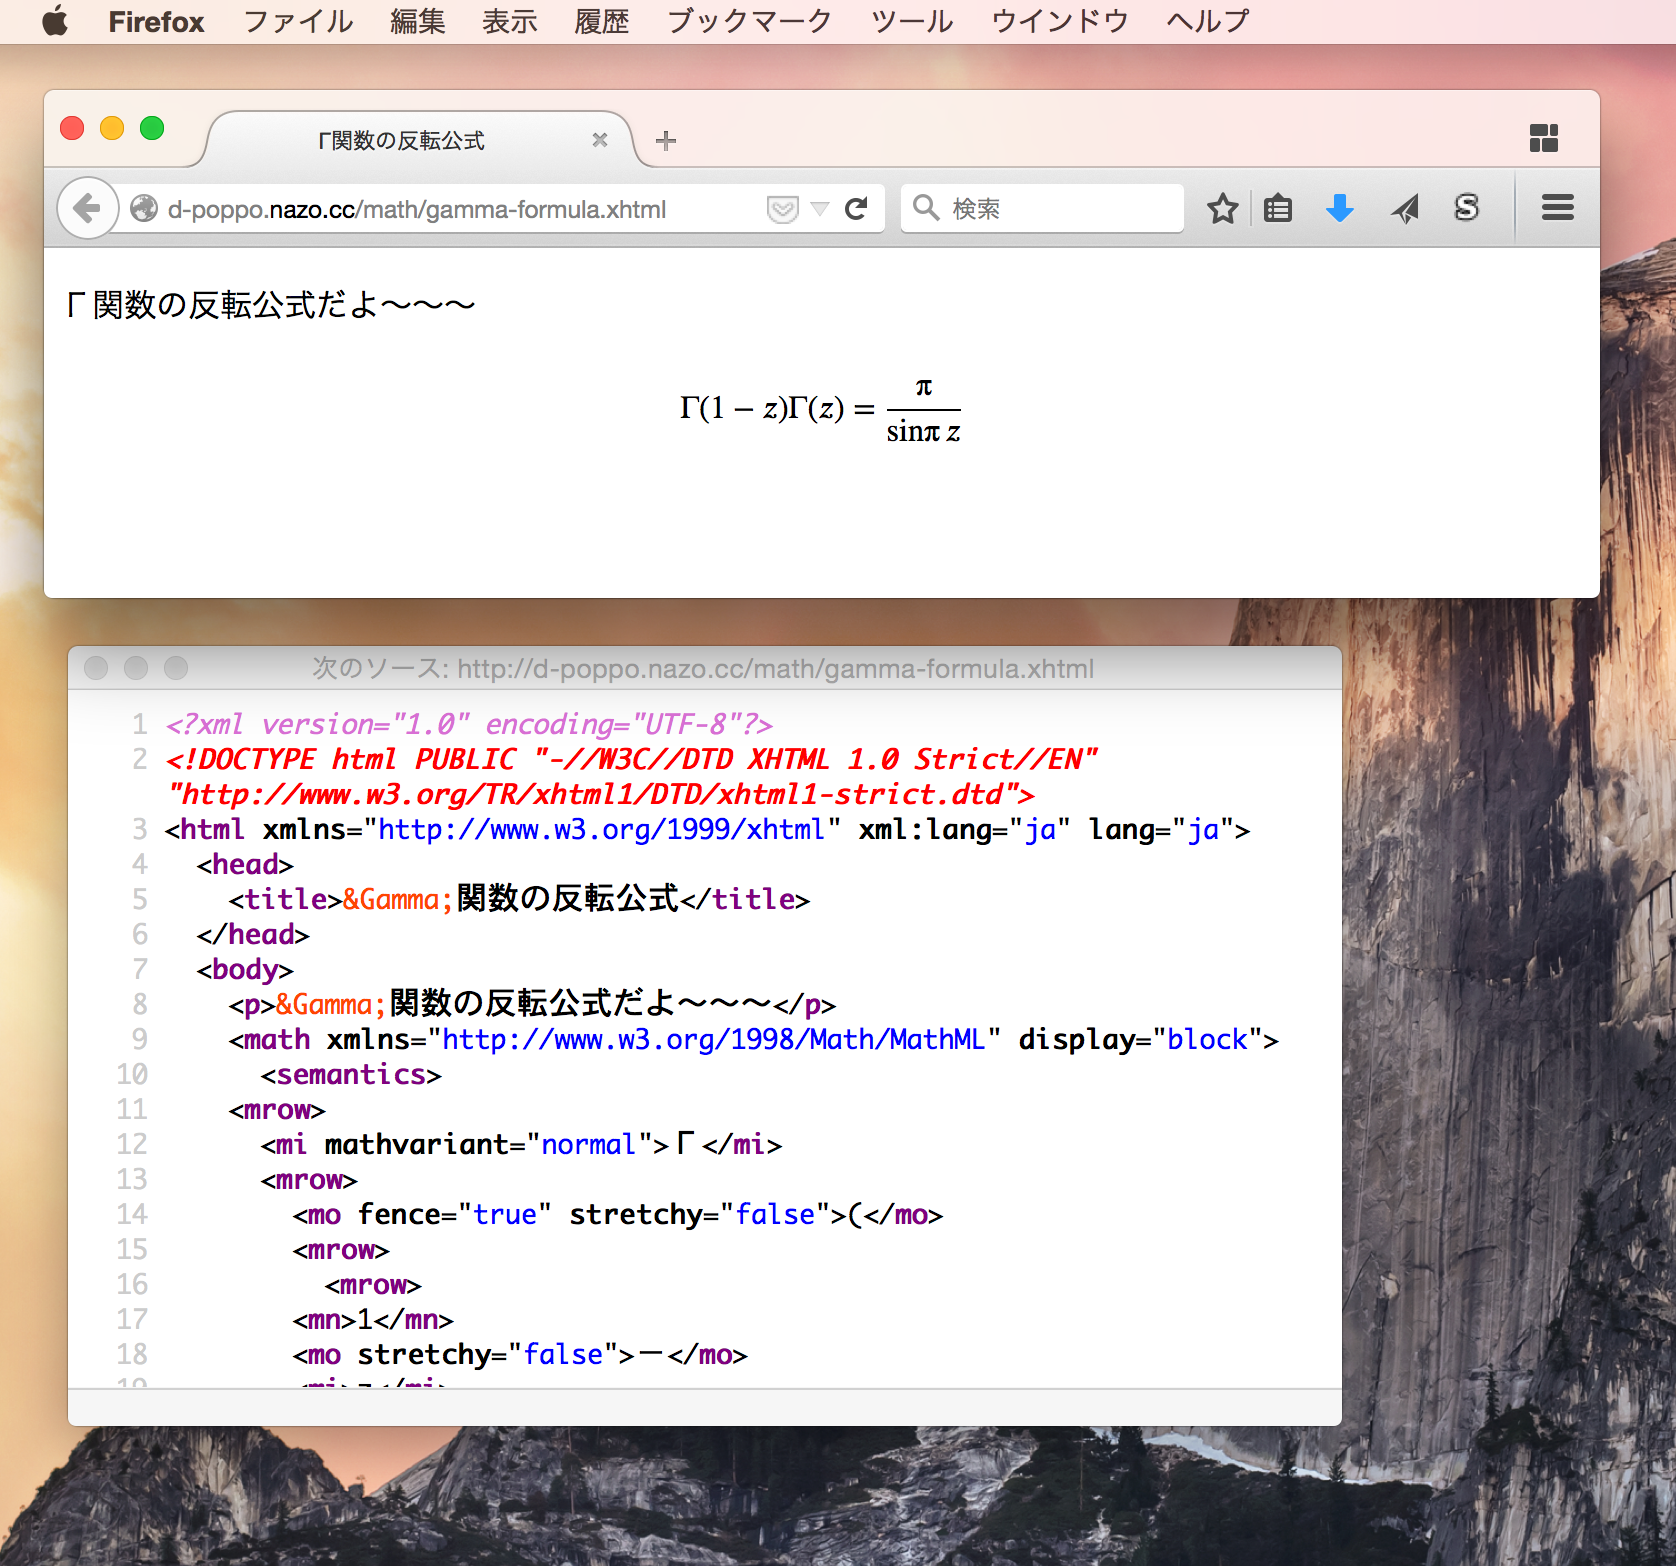 Firefox ファイル 編集 表示 履歴 ブックマーク ツール ウインドウ ヘルプ
Γ関数の反転公式
d-poppo.nazo.cc/math/gamma-formula.xhtml 検索
S
Γ関数の反転公式だよ〜〜〜
Γ(1 − z)Γ(z) = π / sinπ z
次のソース: http://d-poppo.nazo.cc/math/gamma-formula.xhtml
1 <?xml version="1.0" encoding="UTF-8"?>
2 <!DOCTYPE html PUBLIC "-//W3C//DTD XHTML 1.0 Strict//EN"
"http://www.w3.org/TR/xhtml1/DTD/xhtml1-strict.dtd">
3 <html xmlns="http://www.w3.org/1999/xhtml" xml:lang="ja" lang="ja">
4 <head>
5 <title>&Gamma;関数の反転公式</title>
6 </head>
7 <body>
8 <p>&Gamma;関数の反転公式だよ〜〜〜</p>
9 <math xmlns="http://www.w3.org/1998/Math/MathML" display="block">
10 <semantics>
11 <mrow>
12 <mi mathvariant="normal">Γ</mi>
13 <mrow>
14 <mo fence="true" stretchy="false">(</mo>
15 <mrow>
16 <mrow>
17 <mn>1</mn>
18 <mo stretchy="false">−</mo>
19 <mi>z</mi>